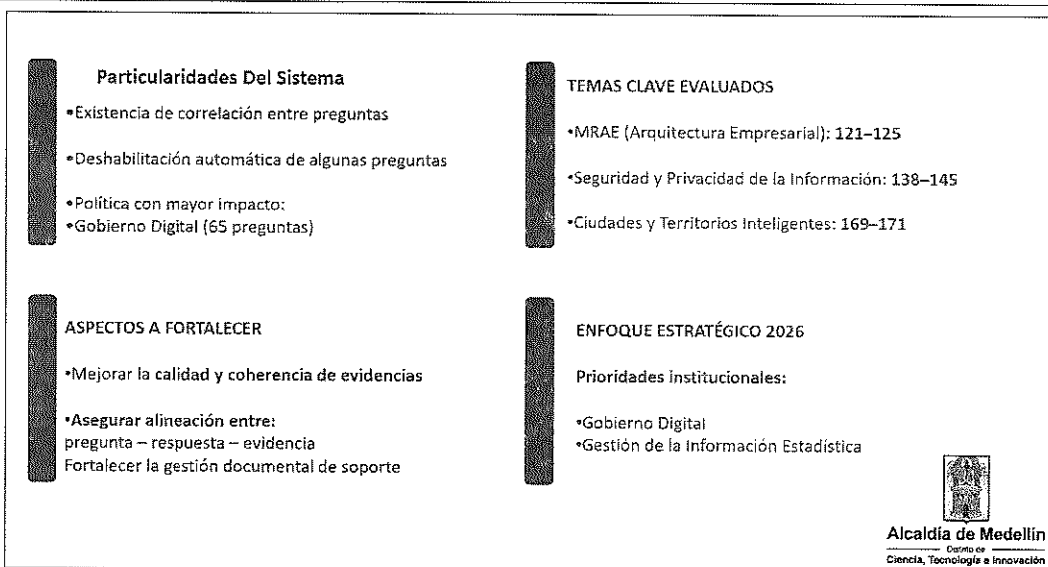 Particularidades Del Sistema
•Existencia de correlación entre preguntas
•Deshabilitación automática de algunas preguntas
•Política con mayor impacto:
•Gobierno Digital (65 preguntas)
TEMAS CLAVE EVALUADOS
•MRAE (Arquitectura Empresarial): 121–125
•Seguridad y Privacidad de la Información: 138–145
•Ciudades y Territorios Inteligentes: 169–171
ASPECTOS A FORTALECER
•Mejorar la calidad y coherencia de evidencias
•Asegurar alineación entre:
pregunta – respuesta – evidencia
Fortalecer la gestión documental de soporte
ENFOQUE ESTRATÉGICO 2026
Prioridades institucionales:
•Gobierno Digital
•Gestión de la Información Estadística
Alcaldía de Medellín
Distrito de
Ciencia, Tecnología e Innovación